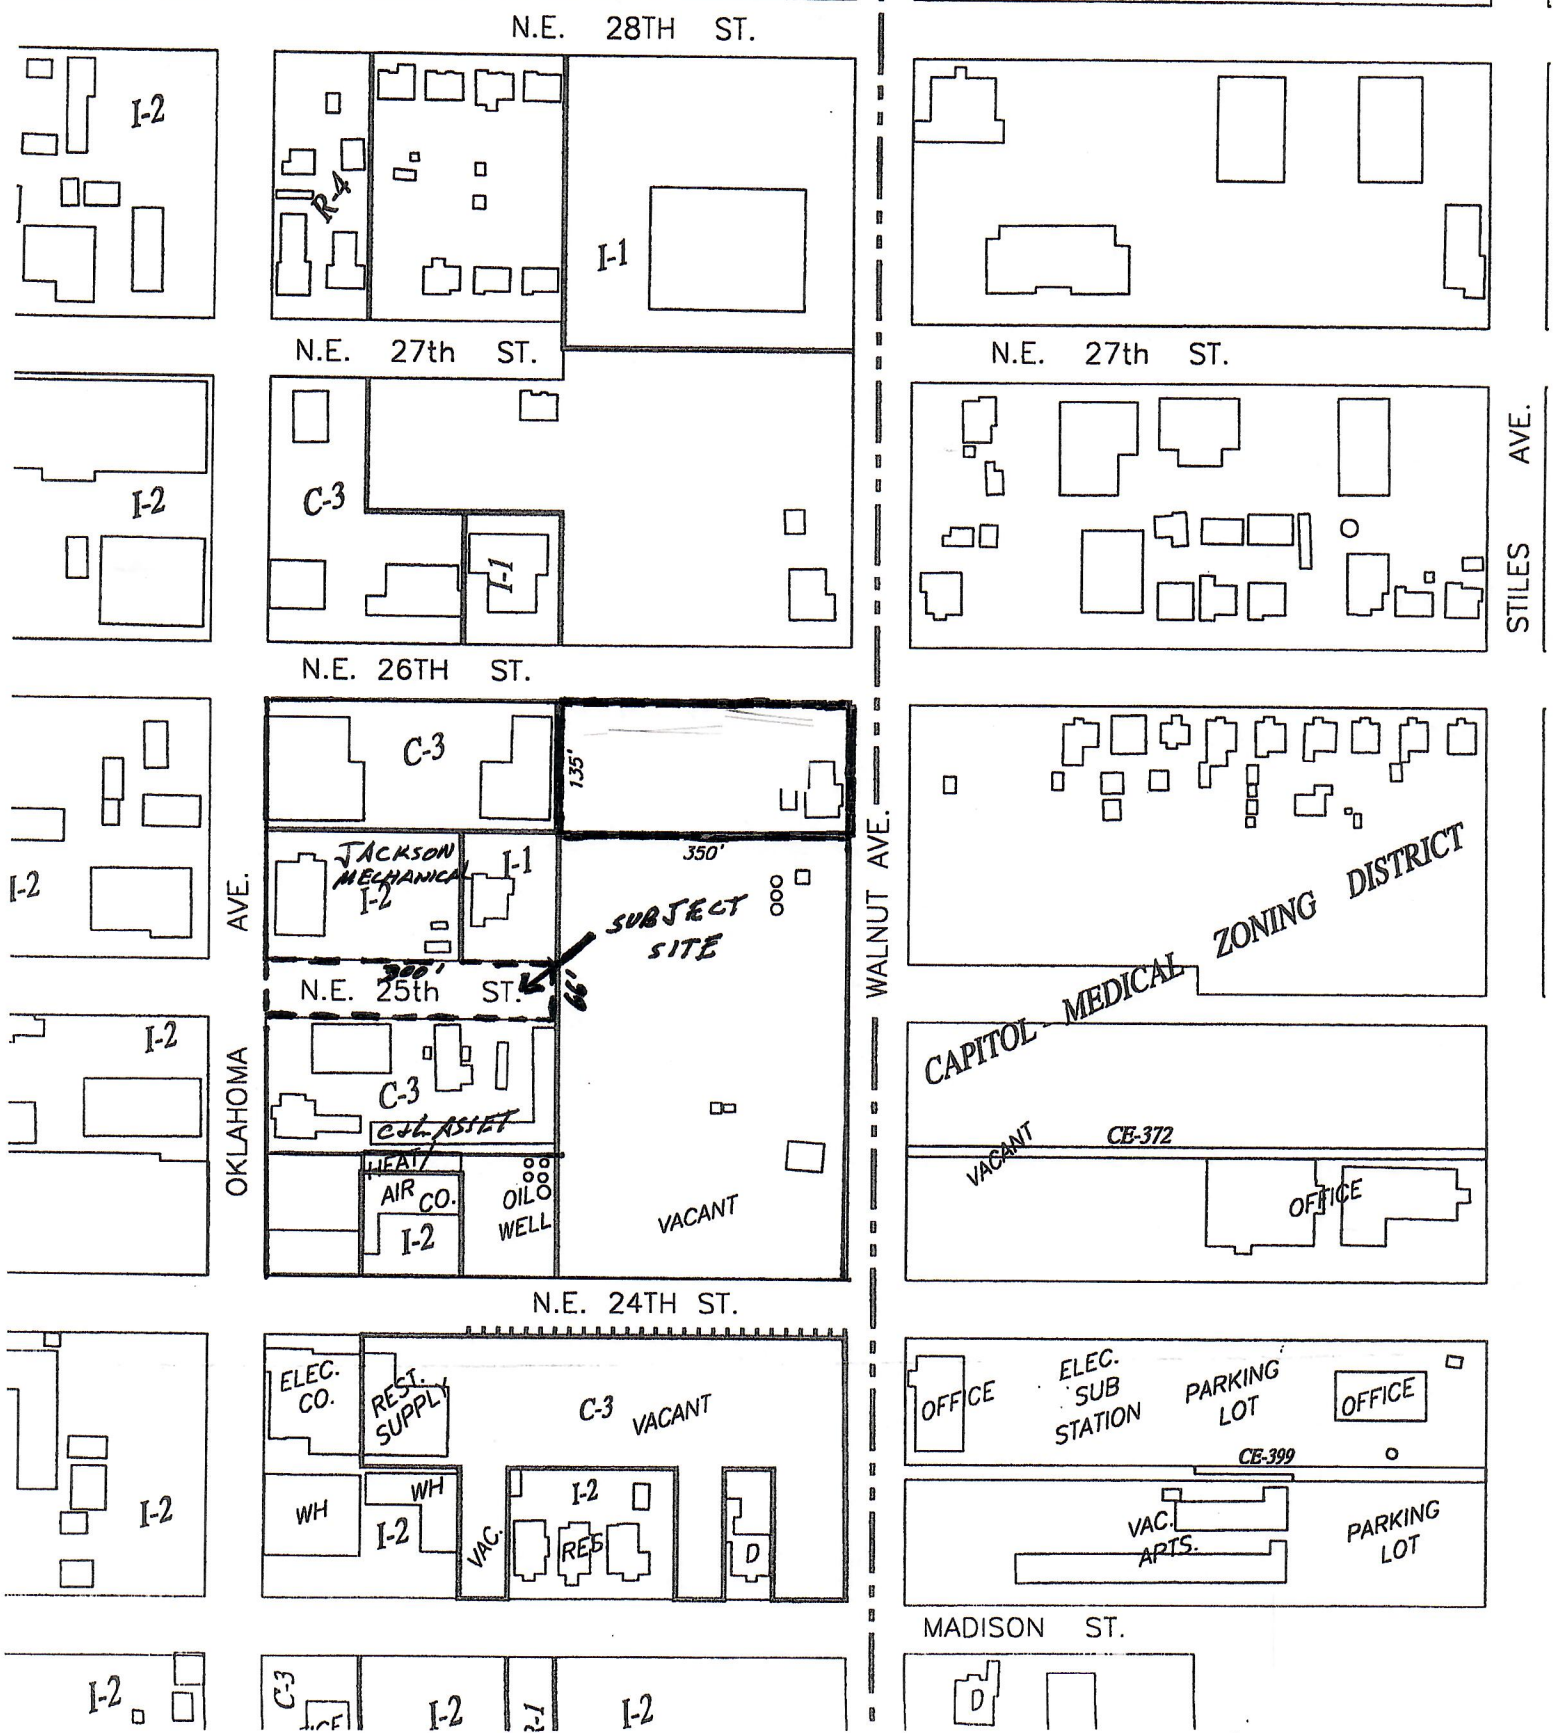 N.E. 28TH ST.
I-2
R-4
I-1
N.E. 27th ST.
N.E. 27th ST.
STILES AVE.
C-3
I-2
I-1
N.E. 26TH ST.
C-3
135'
350'
WALNUT AVE.
JACKSON
MECHANICAL
I-2
I-1
I-2
OKLAHOMA AVE.
SUBJECT
SITE
300'
N.E. 25th ST.
66'
CAPITOL - MEDICAL ZONING DISTRICT
I-2
C-3
C+L ASSET
CE-372
VACANT
HEAT/
AIR
CO.
I-2
OIL
WELL
VACANT
OFFICE
N.E. 24TH ST.
ELEC.
CO.
REST.
SUPPLY
C-3
VACANT
OFFICE
ELEC.
SUB
STATION
PARKING
LOT
OFFICE
CE-399
WH
WH
I-2
I-2
VAC.
I-2
RES
D
VAC.
APTS.
PARKING
LOT
MADISON ST.
I-2
C-3
I-2
I-2
D